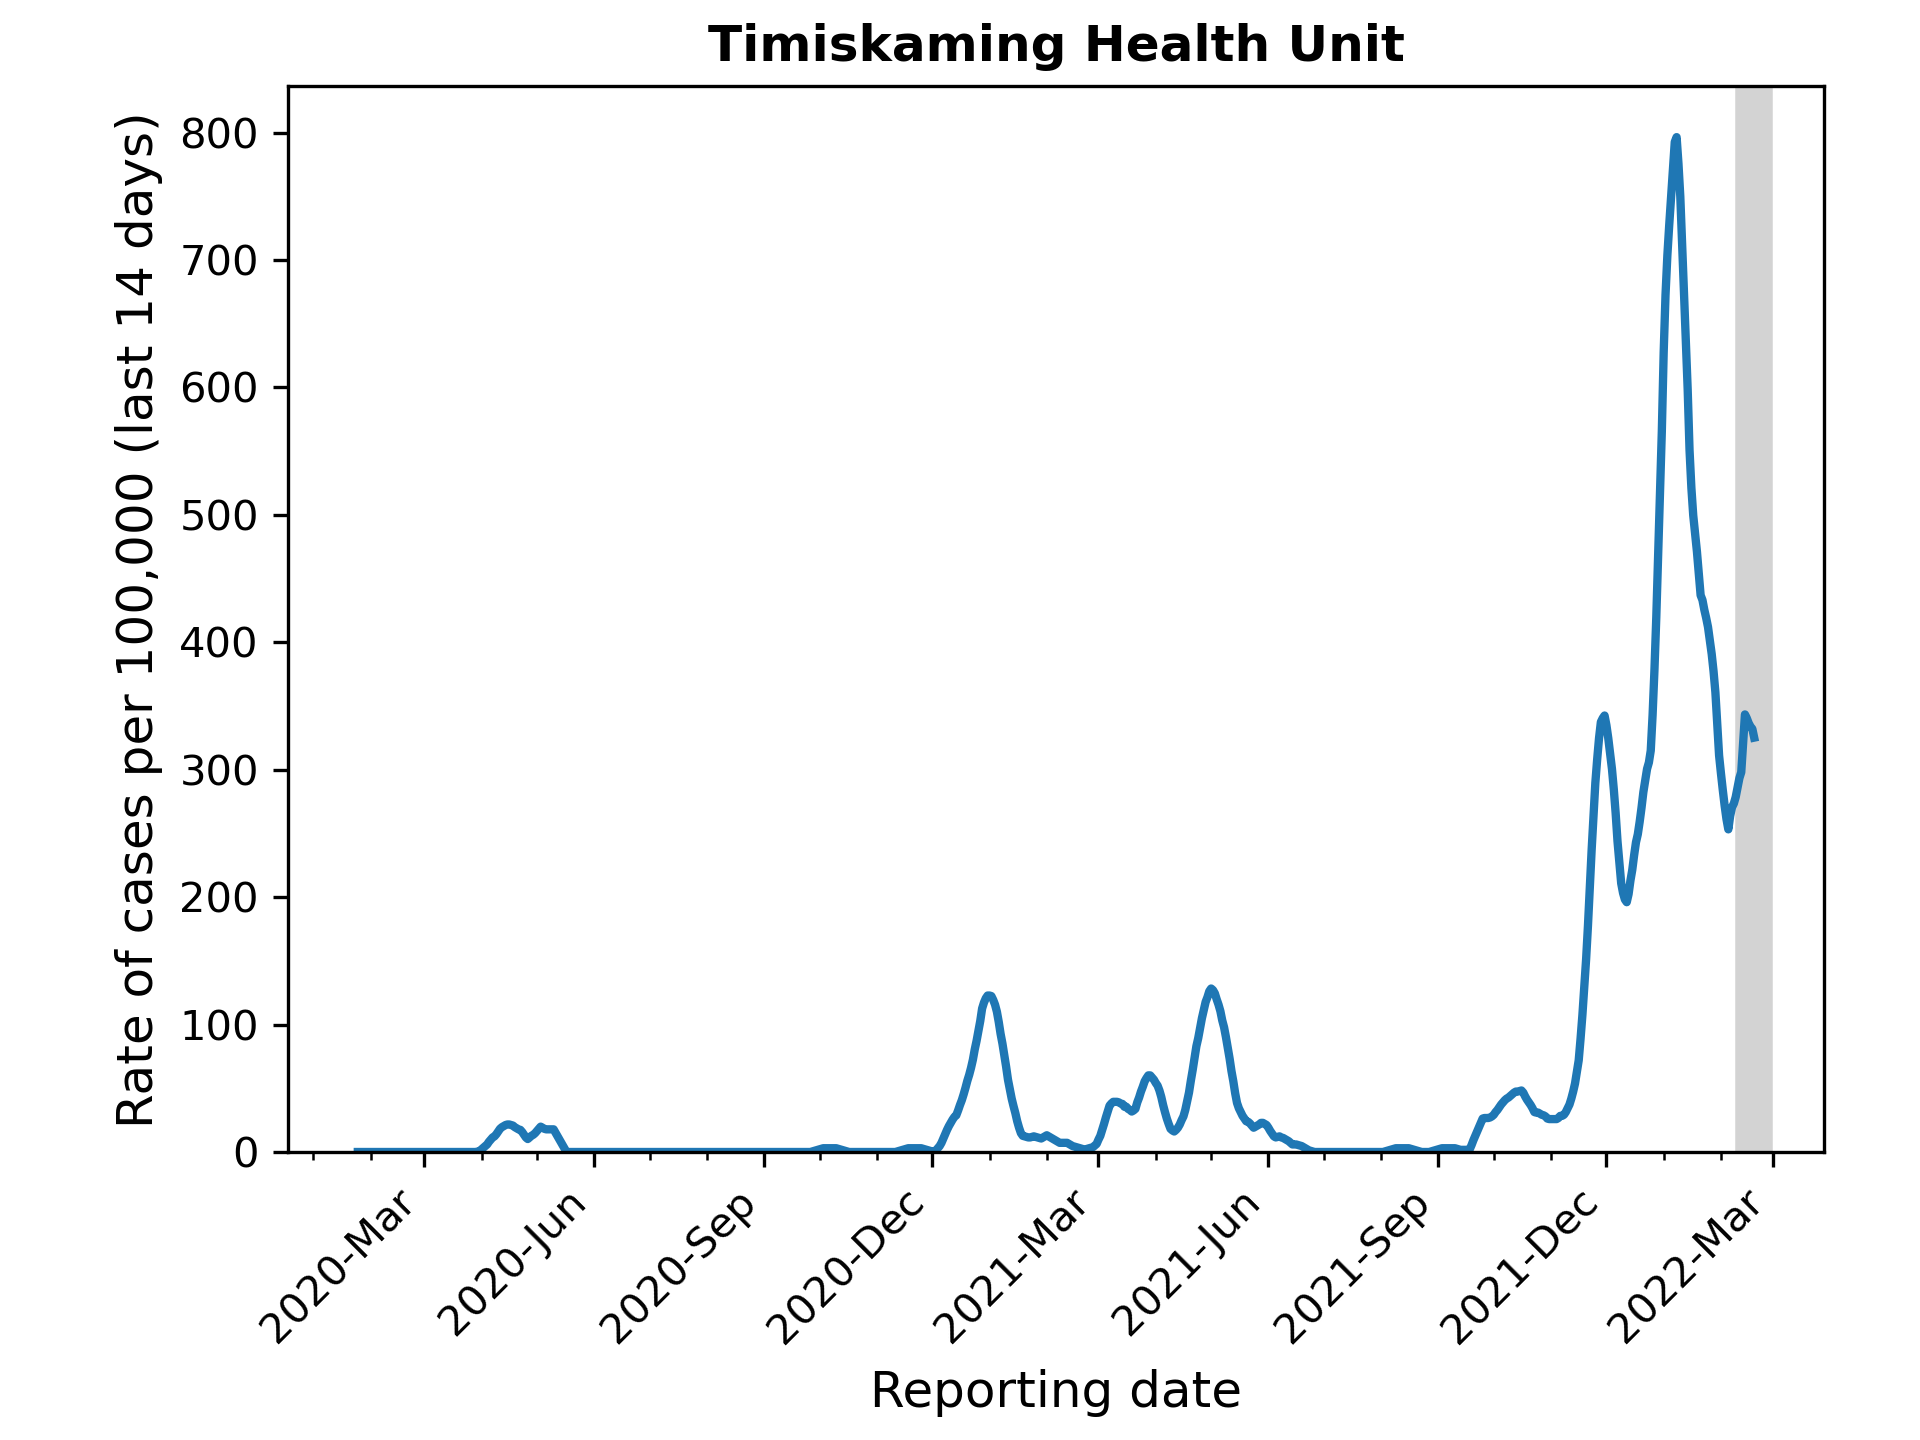 Timiskaming Health Unit
Rate of cases per 100,000 (last 14 days)
800
700
600
500
400
300
200
100
0
2020-Mar
2020-Jun
2020-Sep
2020-Dec
2021-Mar
2021-Jun
2021-Sep
2021-Dec
2022-Mar
Reporting date